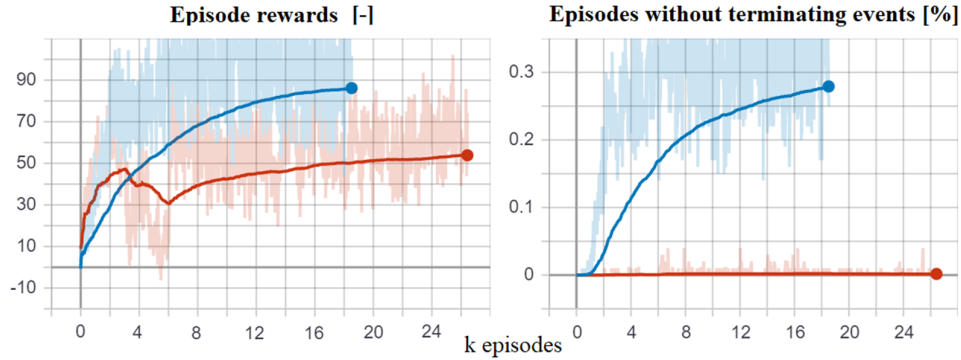 Episode rewards [-]
90
70
50
30
10
-10
0 4 8 12 16 20 24
Episodes without terminating events [%]
0.3
0.2
0.1
0
0 4 8 12 16 20 24
k episodes